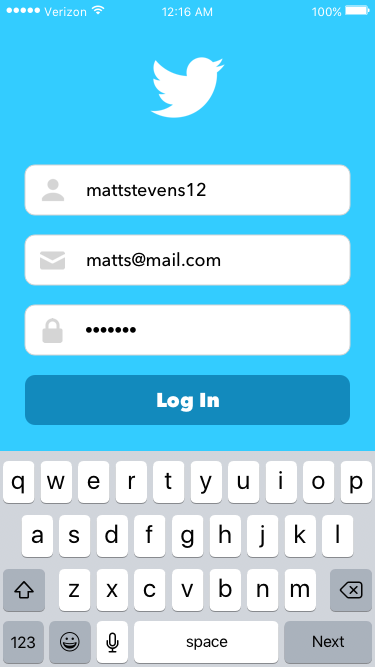 Verizon 12:16 AM 100%
mattstevens12
matts@mail.com
•••••••
Log In
q w e r t y u i o p
a s d f g h j k l
z x c v b n m
123 space Next